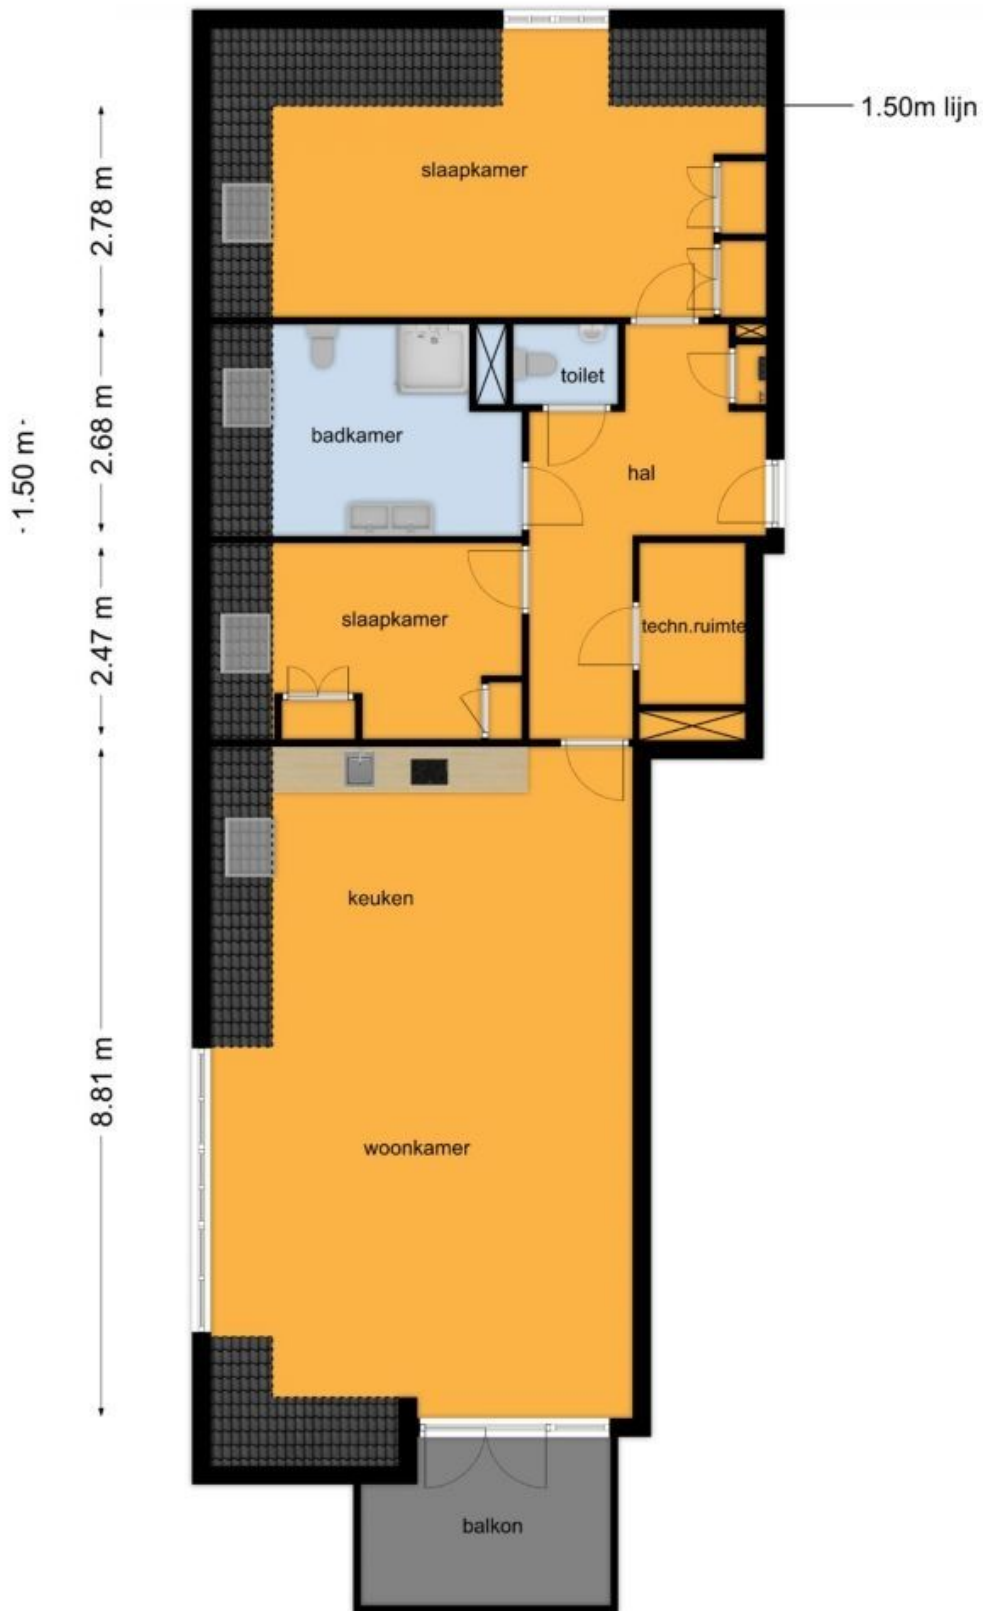 1.50m lijn
slaapkamer
2.78 m
toilet
2.68 m
badkamer
1.50 m
hal
slaapkamer
techn.ruimte
2.47 m
keuken
8.81 m
woonkamer
balkon